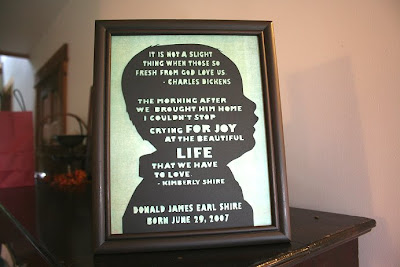 IT IS NOT A SLIGHT
THING WHEN THOSE SO
FRESH FROM GOD LOVE US.
- CHARLES DICKENS
THE MORNING AFTER
WE BROUGHT HIM HOME
I COULDN'T STOP
CRYING FOR JOY
AT THE BEAUTIFUL
LIFE
THAT WE HAVE
TO LOVE.
- KIMBERLY SHIRE
DONALD JAMES EARL SHIRE
BORN JUNE 29, 2007